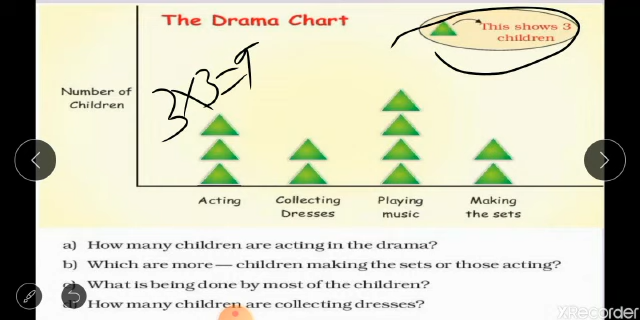 The Drama Chart
This shows 3
children
3×3=9
Number of
Children
Acting
Collecting
Dresses
Playing
music
Making
the sets
a) How many children are acting in the drama?
b) Which are more — children making the sets or those acting?
c) What is being done by most of the children?
d) How many children are collecting dresses?
XRecorder